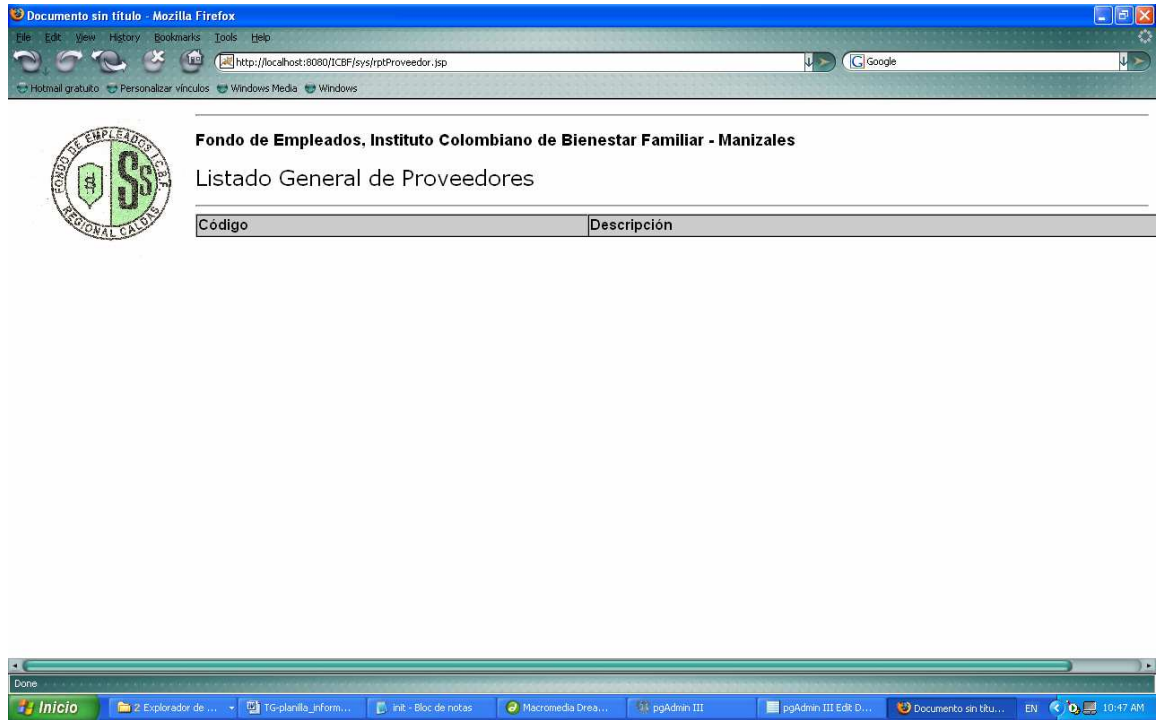 Documento sin título - Mozilla Firefox
File Edit View History Bookmarks Tools Help
http://localhost:8080/ICBF/sys/rptProveedor.jsp
Google
Hotmail gratuito Personalizar vínculos Windows Media Windows
FONDO DE EMPLEADOS I.C.B.F.
Ss
REGIONAL CALDAS
Fondo de Empleados, Instituto Colombiano de Bienestar Familiar - Manizales
Listado General de Proveedores
Código Descripción
Done
Inicio 2 Explorador de ... TG-planilla_inform... init - Bloc de notas Macromedia Drea... pgAdmin III pgAdmin III Edit D... Documento sin títu... EN 10:47 AM